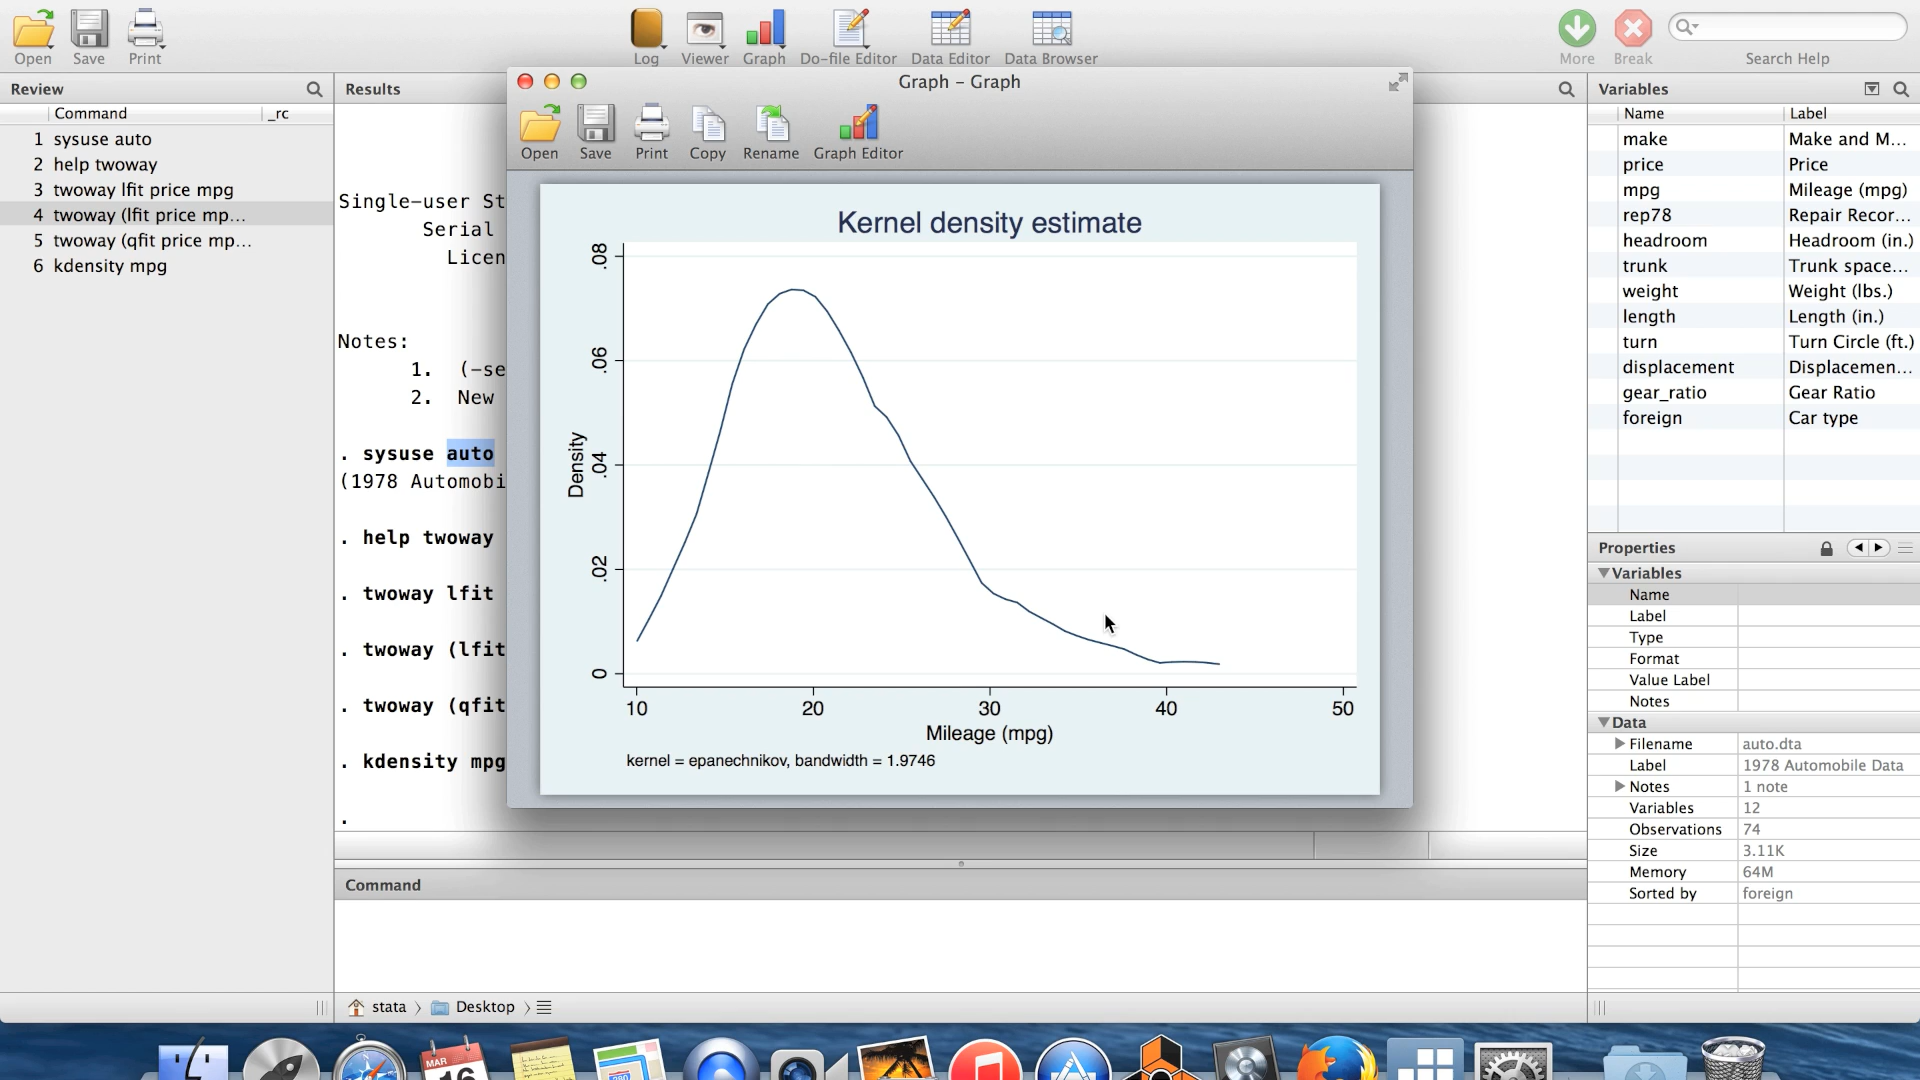 Open Save Print Log Viewer Graph Do-file Editor Data Editor Data Browser More Break Search Help
Review
Command _rc
1 sysuse auto
2 help twoway
3 twoway lfit price mpg
4 twoway (lfit price mp...
5 twoway (qfit price mp...
6 kdensity mpg
Results
Single-user St
Serial
Licen
Notes:
1. (-se
2. New
. sysuse auto
(1978 Automobi
. help twoway
. twoway lfit
. twoway (lfit
. twoway (qfit
. kdensity mpg
.
Graph - Graph
Open Save Print Copy Rename Graph Editor
Kernel density estimate
Density
.08
.06
.04
.02
0
10 20 30 40 50
Mileage (mpg)
kernel = epanechnikov, bandwidth = 1.9746
Command
stata Desktop
Variables
Name Label
make Make and M...
price Price
mpg Mileage (mpg)
rep78 Repair Recor...
headroom Headroom (in.)
trunk Trunk space...
weight Weight (lbs.)
length Length (in.)
turn Turn Circle (ft.)
displacement Displacemen...
gear_ratio Gear Ratio
foreign Car type
Properties
Variables
Name
Label
Type
Format
Value Label
Notes
Data
Filename auto.dta
Label 1978 Automobile Data
Notes 1 note
Variables 12
Observations 74
Size 3.11K
Memory 64M
Sorted by foreign
MAR
16